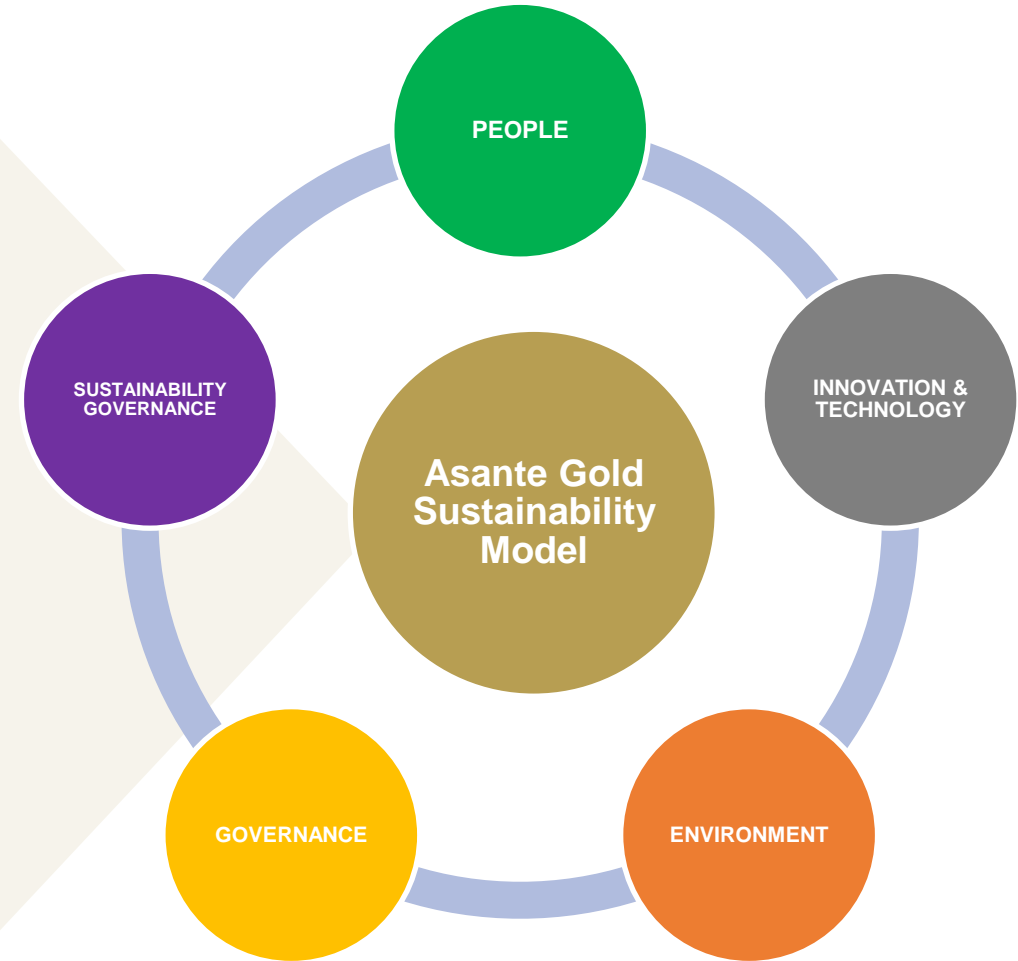 PEOPLE
SUSTAINABILITY
GOVERNANCE
INNOVATION &
TECHNOLOGY
Asante Gold
Sustainability
Model
GOVERNANCE
ENVIRONMENT